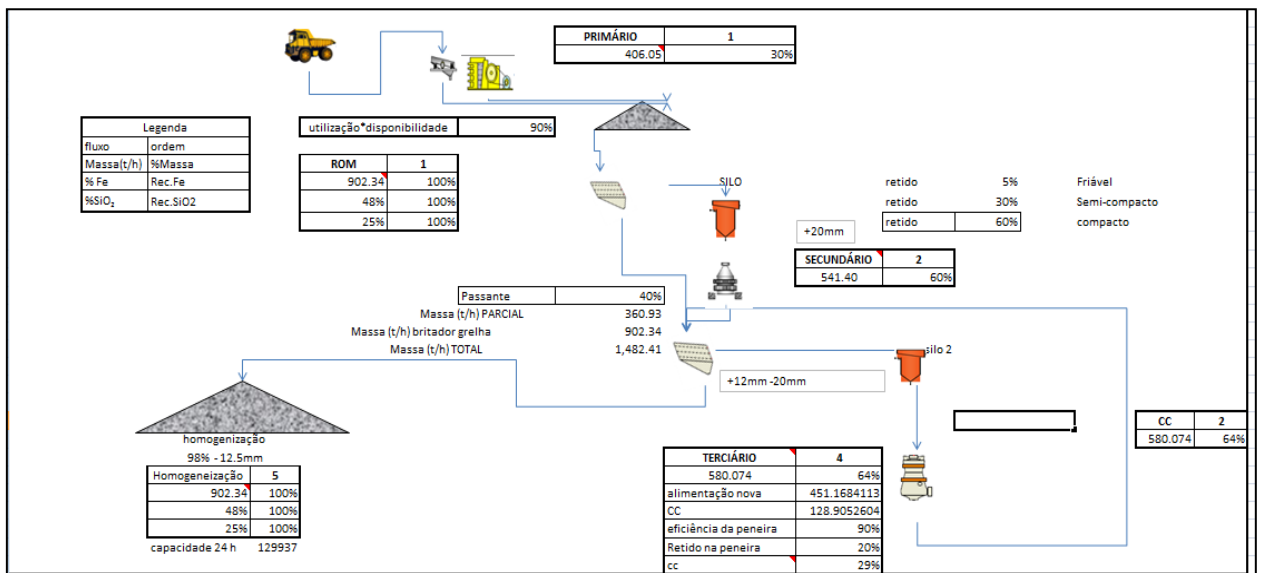 PRIMÁRIO 1
406.05 30%
Legenda
fluxo ordem
Massa(t/h) %Massa
% Fe Rec.Fe
%SiO₂ Rec.SiO2
utilização*disponibilidade 90%
ROM 1
902.34 100%
48% 100%
25% 100%
SILO
retido 5% Friável
retido 30% Semi-compacto
retido 60% compacto
+20mm
SECUNDÁRIO 2
541.40 60%
Passante 40%
Massa (t/h) PARCIAL 360.93
Massa (t/h) britador grelha 902.34
Massa (t/h) TOTAL 1,482.41
silo 2
+12mm -20mm
CC 2
580.074 64%
homogenização
98% - 12.5mm
Homogeneização 5
902.34 100%
48% 100%
25% 100%
capacidade 24 h 129937
TERCIÁRIO 4
580.074 64%
alimentação nova 451.1684113
CC 128.9052604
eficiência da peneira 90%
Retido na peneira 20%
cc 29%